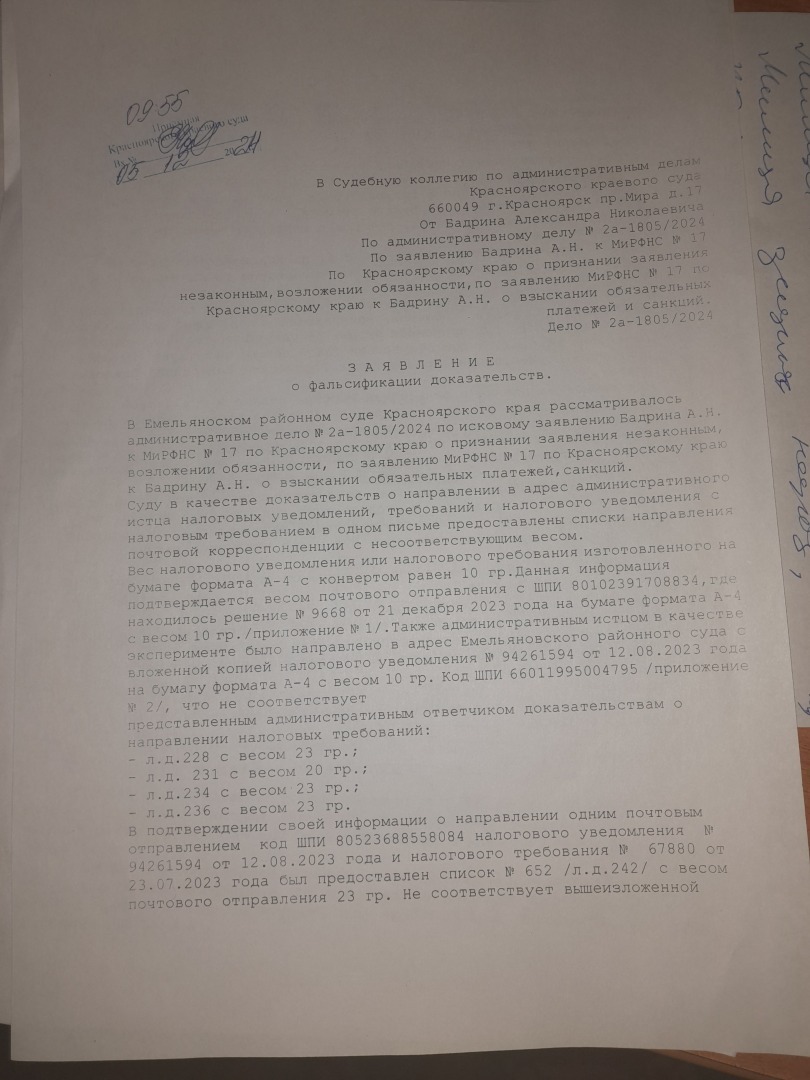 09-55
Приемная
Красноярского краевого суда
Вх №
05 12 2024
В Судебную коллегию по административным делам
Красноярского краевого суда
660049 г.Красноярск пр.Мира д.17
От Бадрина Александра Николаевича
По административному делу № 2а-1805/2024
По заявлению Бадрина А.Н. к МиРФНС № 17
По Красноярскому краю о признании заявления
незаконным,возложении обязанности,по заявлению МиРФНС № 17 по
Красноярскому краю к Бадрину А.Н. о взыскании обязательных
платежей и санкций.
Дело № 2а-1805/2024
З А Я В Л Е Н И Е
о фальсификации доказательств.
В Емельяноском районном суде Красноярского края рассматривалось
административное дело № 2а-1805/2024 по исковому заявлению Бадрина А.Н.
к МиРФНС № 17 по Красноярскому краю о признании заявления незаконным,
возложении обязанности, по заявлению МиРФНС № 17 по Красноярскому краю
к Бадрину А.Н. о взыскании обязательных платежей,санкций.
Суду в качестве доказательств о направлении в адрес административного
истца налоговых уведомлений, требований и налогового уведомления с
налоговым требованием в одном письме предоставлены списки направления
почтовой корреспонденции с несоответствующим весом.
Вес налогового уведомления или налогового требования изготовленного на
бумаге формата А-4 с конвертом равен 10 гр.Данная информация
подтверждается весом почтового отправления с ШПИ 80102391708834,где
находилось решение № 9668 от 21 декабря 2023 года на бумаге формата А-4
с весом 10 гр./приложение № 1/.Также административным истцом в качестве
эксперименте было направлено в адрес Емельяновского районного суда с
вложенной копией налогового уведомления № 94261594 от 12.08.2023 года
на бумагу формата А-4 с весом 10 гр. Код ШПИ 66011995004795 /приложение
№ 2/, что не соответствует
представленным административным ответчиком доказательствам о
направлении налоговых требований:
- л.д.228 с весом 23 гр.;
- л.д. 231 с весом 20 гр.;
- л.д.234 с весом 23 гр.;
- л.д.236 с весом 23 гр.
В подтверждении своей информации о направлении одним почтовым
отправлением код ШПИ 80523688558084 налогового уведомления №
94261594 от 12.08.2023 года и налогового требования № 67880 от
23.07.2023 года был предоставлен список № 652 /л.д.242/ с весом
почтового отправления 23 гр. Не соответствует вышеизложенной